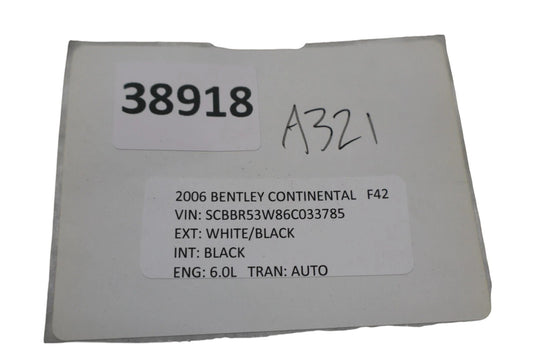 38918
A321
2006 BENTLEY CONTINENTAL F42
VIN: SCBBR53W86C033785
EXT: WHITE/BLACK
INT: BLACK
ENG: 6.0L TRAN: AUTO